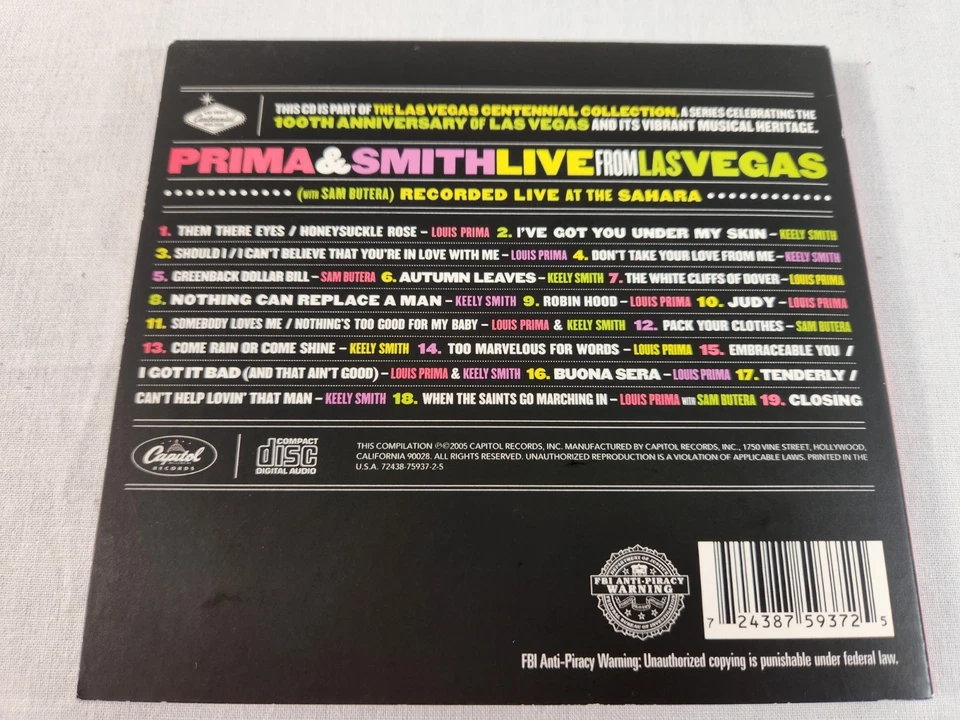 LAS VEGAS
Centennial
THIS CD IS PART OF THE LAS VEGAS CENTENNIAL COLLECTION, A SERIES CELEBRATING THE
100TH ANNIVERSARY OF LAS VEGAS AND ITS VIBRANT MUSICAL HERITAGE.
PRIMA&SMITHLIVEFROMLASVEGAS
(WITH SAM BUTERA) RECORDED LIVE AT THE SAHARA
1. THEM THERE EYES / HONEYSUCKLE ROSE – LOUIS PRIMA 2. I'VE GOT YOU UNDER MY SKIN – KEELY SMITH
3. SHOULD I / I CAN'T BELIEVE THAT YOU'RE IN LOVE WITH ME – LOUIS PRIMA 4. DON'T TAKE YOUR LOVE FROM ME – KEELY SMITH
5. GREENBACK DOLLAR BILL – SAM BUTERA 6. AUTUMN LEAVES – KEELY SMITH 7. THE WHITE CLIFFS OF DOVER – LOUIS PRIMA
8. NOTHING CAN REPLACE A MAN – KEELY SMITH 9. ROBIN HOOD – LOUIS PRIMA 10. JUDY – LOUIS PRIMA
11. SOMEBODY LOVES ME / NOTHING'S TOO GOOD FOR MY BABY – LOUIS PRIMA & KEELY SMITH 12. PACK YOUR CLOTHES – SAM BUTERA
13. COME RAIN OR COME SHINE – KEELY SMITH 14. TOO MARVELOUS FOR WORDS – LOUIS PRIMA 15. EMBRACEABLE YOU /
I GOT IT BAD (AND THAT AIN'T GOOD) – LOUIS PRIMA & KEELY SMITH 16. BUONA SERA – LOUIS PRIMA 17. TENDERLY /
CAN'T HELP LOVIN' THAT MAN – KEELY SMITH 18. WHEN THE SAINTS GO MARCHING IN – LOUIS PRIMA WITH SAM BUTERA 19. CLOSING
Capitol
RECORDS
COMPACT
disc
DIGITAL AUDIO
THIS COMPILATION ℗©2005 CAPITOL RECORDS, INC. MANUFACTURED BY CAPITOL RECORDS, INC., 1750 VINE STREET, HOLLYWOOD,
CALIFORNIA 90028. ALL RIGHTS RESERVED. UNAUTHORIZED REPRODUCTION IS A VIOLATION OF APPLICABLE LAWS. PRINTED IN THE
U.S.A. 72438-75937-2-5
DEPARTMENT OF JUSTICE
FBI ANTI-PIRACY
WARNING
FEDERAL BUREAU OF INVESTIGATION
7 24387 59372 5
FBI Anti-Piracy Warning: Unauthorized copying is punishable under federal law.